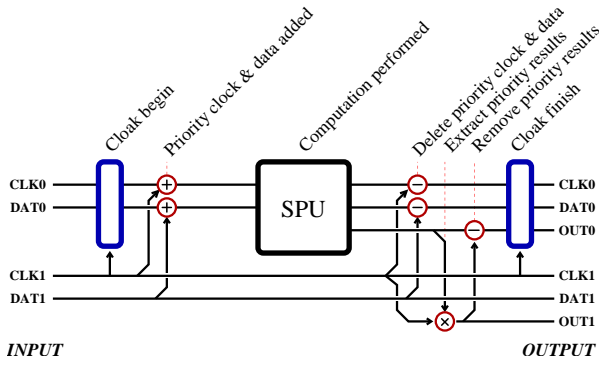 Cloak begin
Priority clock & data added
Computation performed
Delete priority clock & data
Extract priority results
Remove priority results
Cloak finish
CLK0
DAT0
SPU
CLK0
DAT0
OUT0
CLK1
DAT1
CLK1
DAT1
OUT1
INPUT
OUTPUT